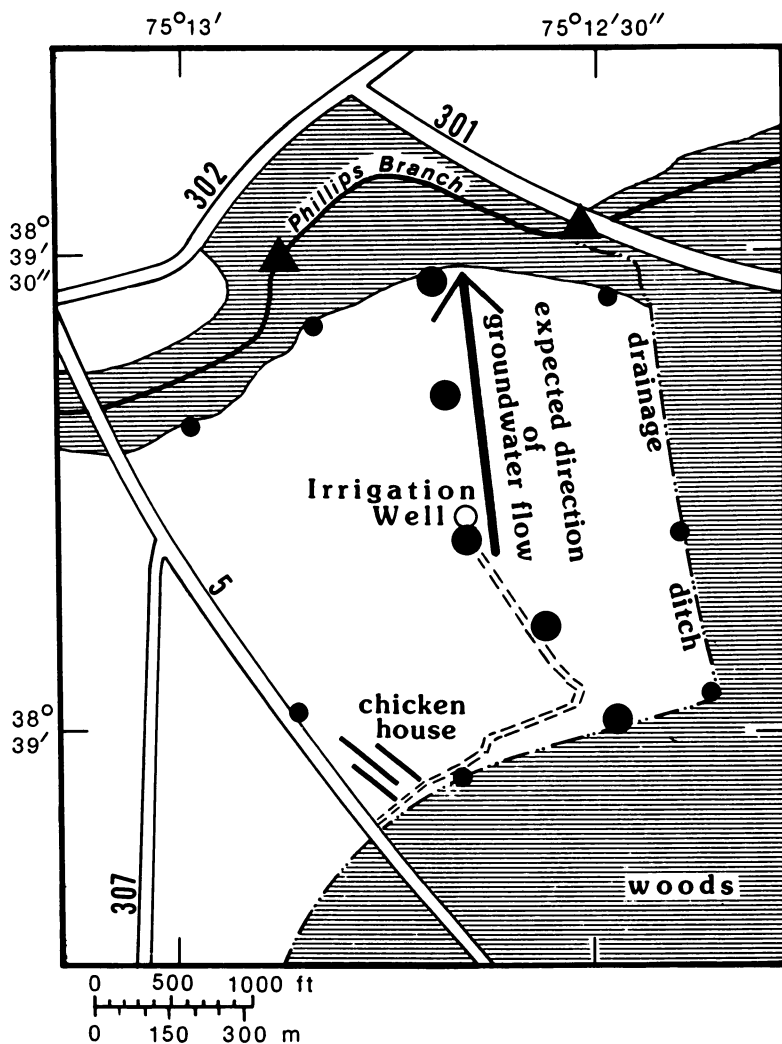 75°13′
75°12′30″
301
302
Phillips Branch
38°
39′
30″
expected direction
of
groundwater flow
drainage
ditch
Irrigation
Well
5
chicken
house
38°
39′
307
woods
0 500 1000 ft
0 150 300 m